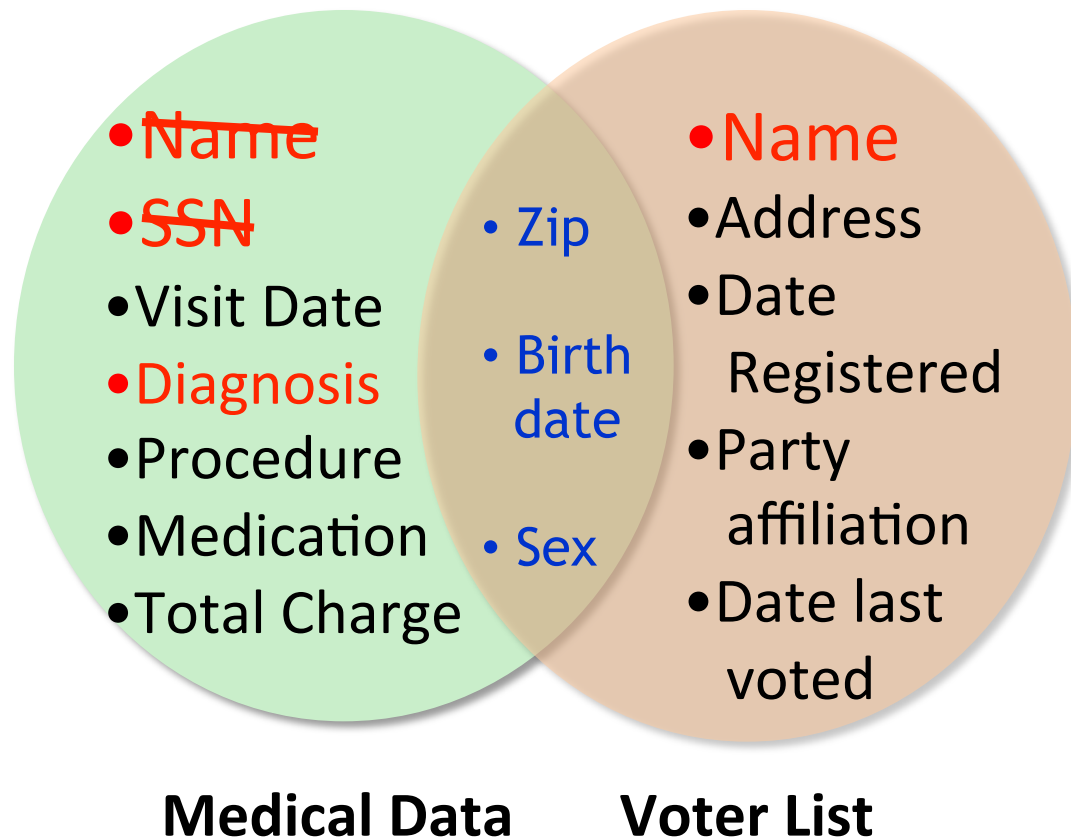 •Name
•SSN
•Visit Date
•Diagnosis
•Procedure
•Medication
•Total Charge
• Zip
• Birth
date
• Sex
•Name
•Address
•Date
Registered
•Party
affiliation
•Date last
voted
Medical Data
Voter List